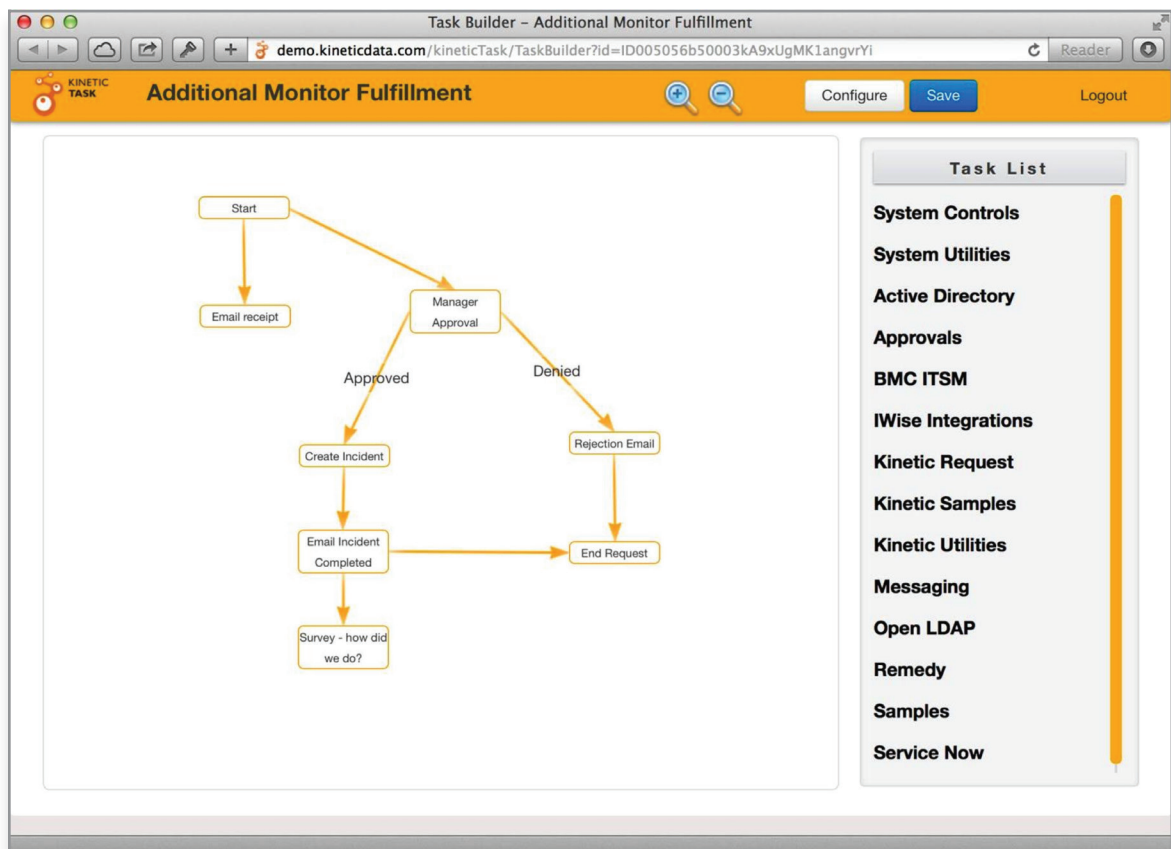 Task Builder – Additional Monitor Fulfillment
demo.kineticdata.com/kineticTask/TaskBuilder?id=ID005056b50003kA9xUgMK1angvrYi
Reader
KINETIC
TASK
Additional Monitor Fulfillment
Configure
Save
Logout
Start
Email receipt
Manager
Approval
Approved
Denied
Create Incident
Rejection Email
Email Incident
Completed
End Request
Survey - how did
we do?
Task List
System Controls
System Utilities
Active Directory
Approvals
BMC ITSM
IWise Integrations
Kinetic Request
Kinetic Samples
Kinetic Utilities
Messaging
Open LDAP
Remedy
Samples
Service Now